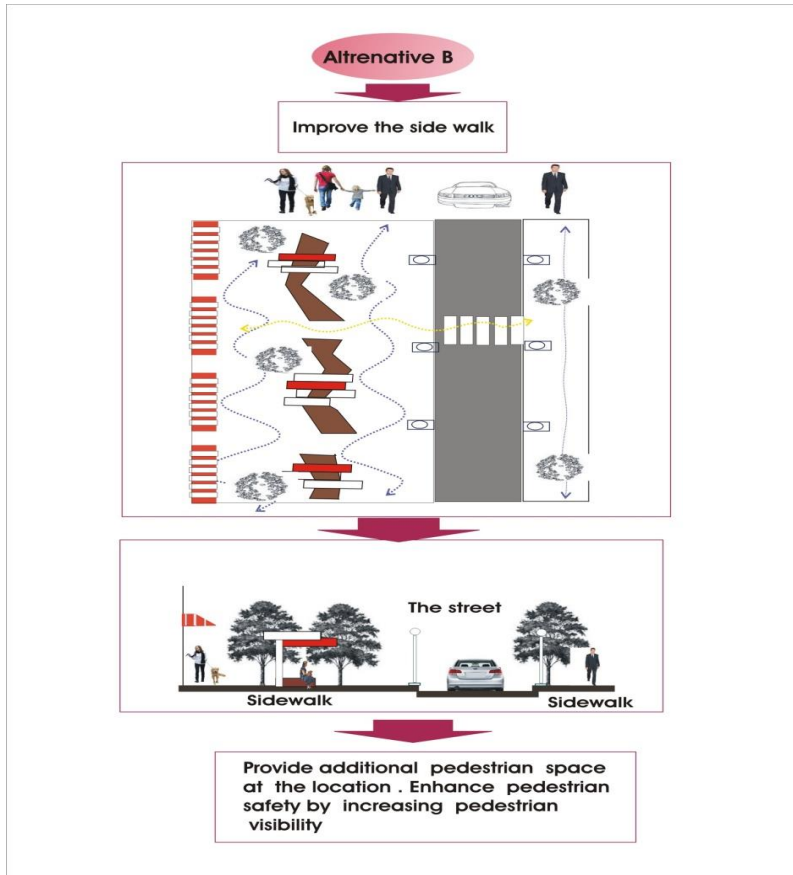 Altrenative B
Improve the side walk
The street
Sidewalk
Sidewalk
Provide additional pedestrian space
at the location . Enhance pedestrian
safety by increasing pedestrian
visibility